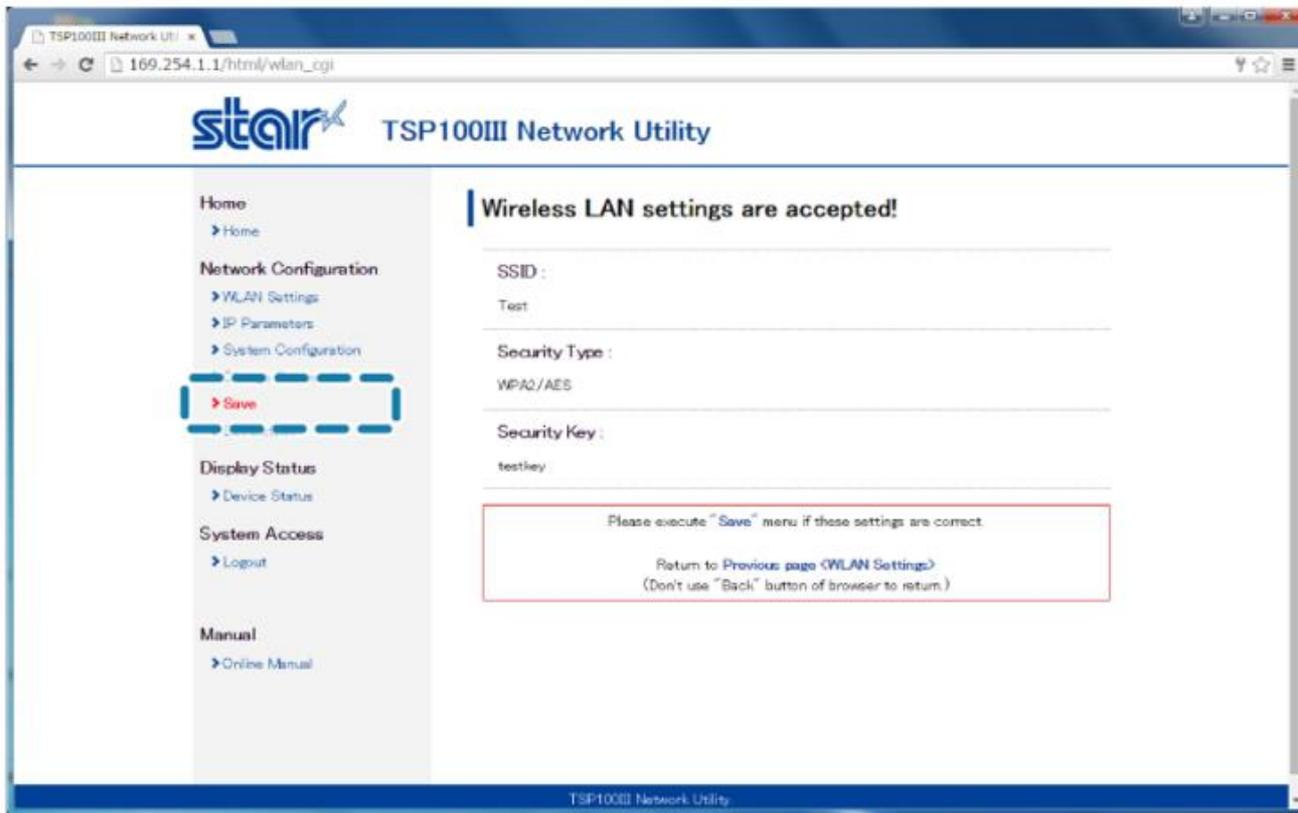 TSP100III Network Uti
169.254.1.1/html/wlan_cgi
star
TSP100III Network Utility
Home
Home
Network Configuration
WLAN Settings
IP Parameters
System Configuration
Save
Display Status
Device Status
System Access
Logout
Manual
Online Manual
Wireless LAN settings are accepted!
SSID :
Test
Security Type :
WPA2/AES
Security Key :
testkey
Please execute "Save" menu if these settings are correct.
Return to Previous page <WLAN Settings>
(Don't use "Back" button of browser to return.)
TSP100III Network Utility